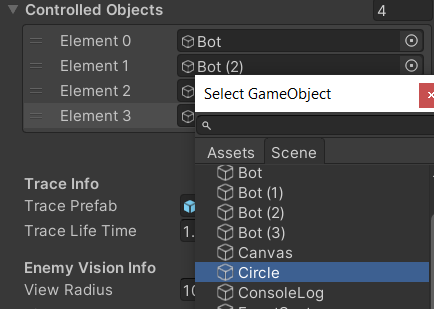 Controlled Objects 4
Element 0 Bot
Element 1 Bot (2)
Element 2
Element 3
Select GameObject
Assets Scene
Bot
Bot (1)
Bot (2)
Bot (3)
Canvas
Circle
ConsoleLog
Trace Info
Trace Prefab
Trace Life Time 1.
Enemy Vision Info
View Radius 10